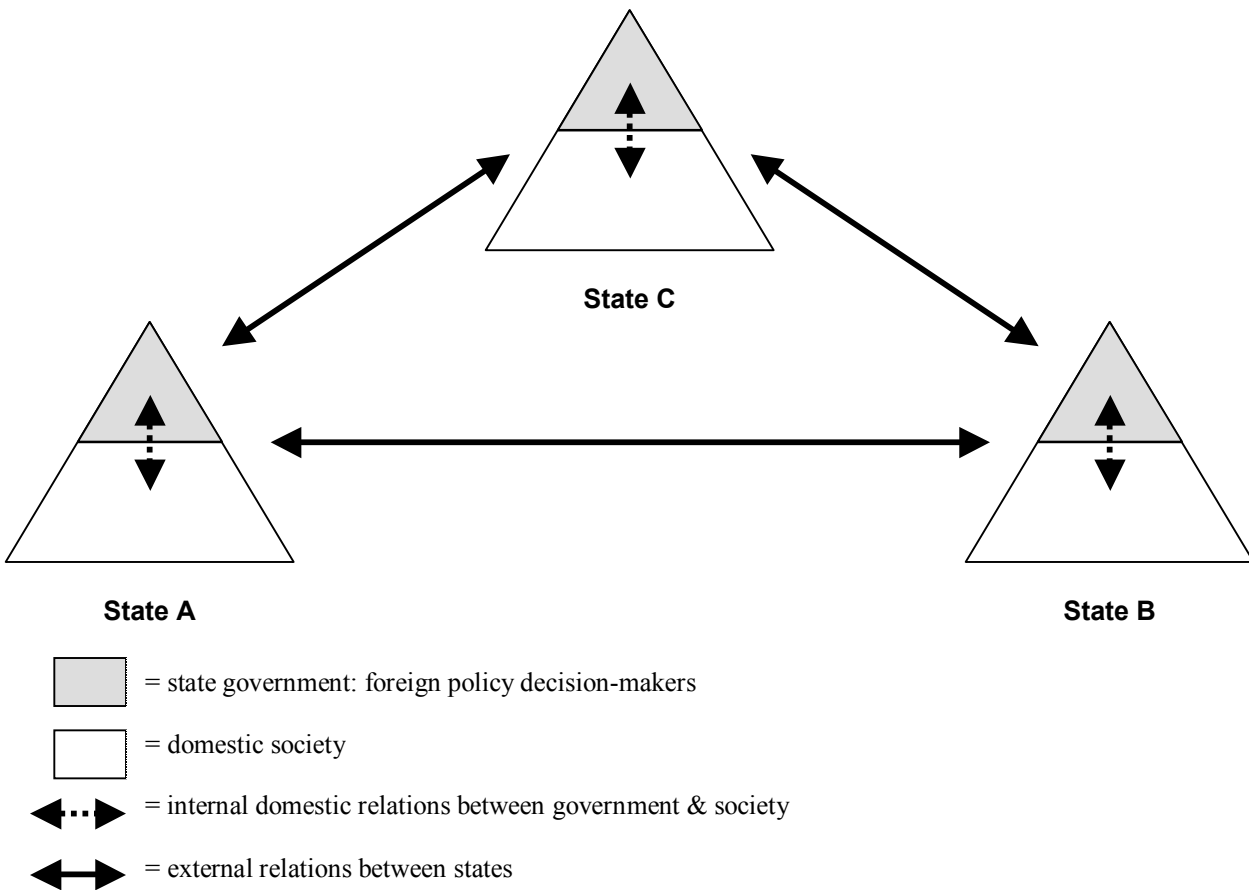 State C
State A
State B
= state government: foreign policy decision-makers
= domestic society
= internal domestic relations between government & society
= external relations between states